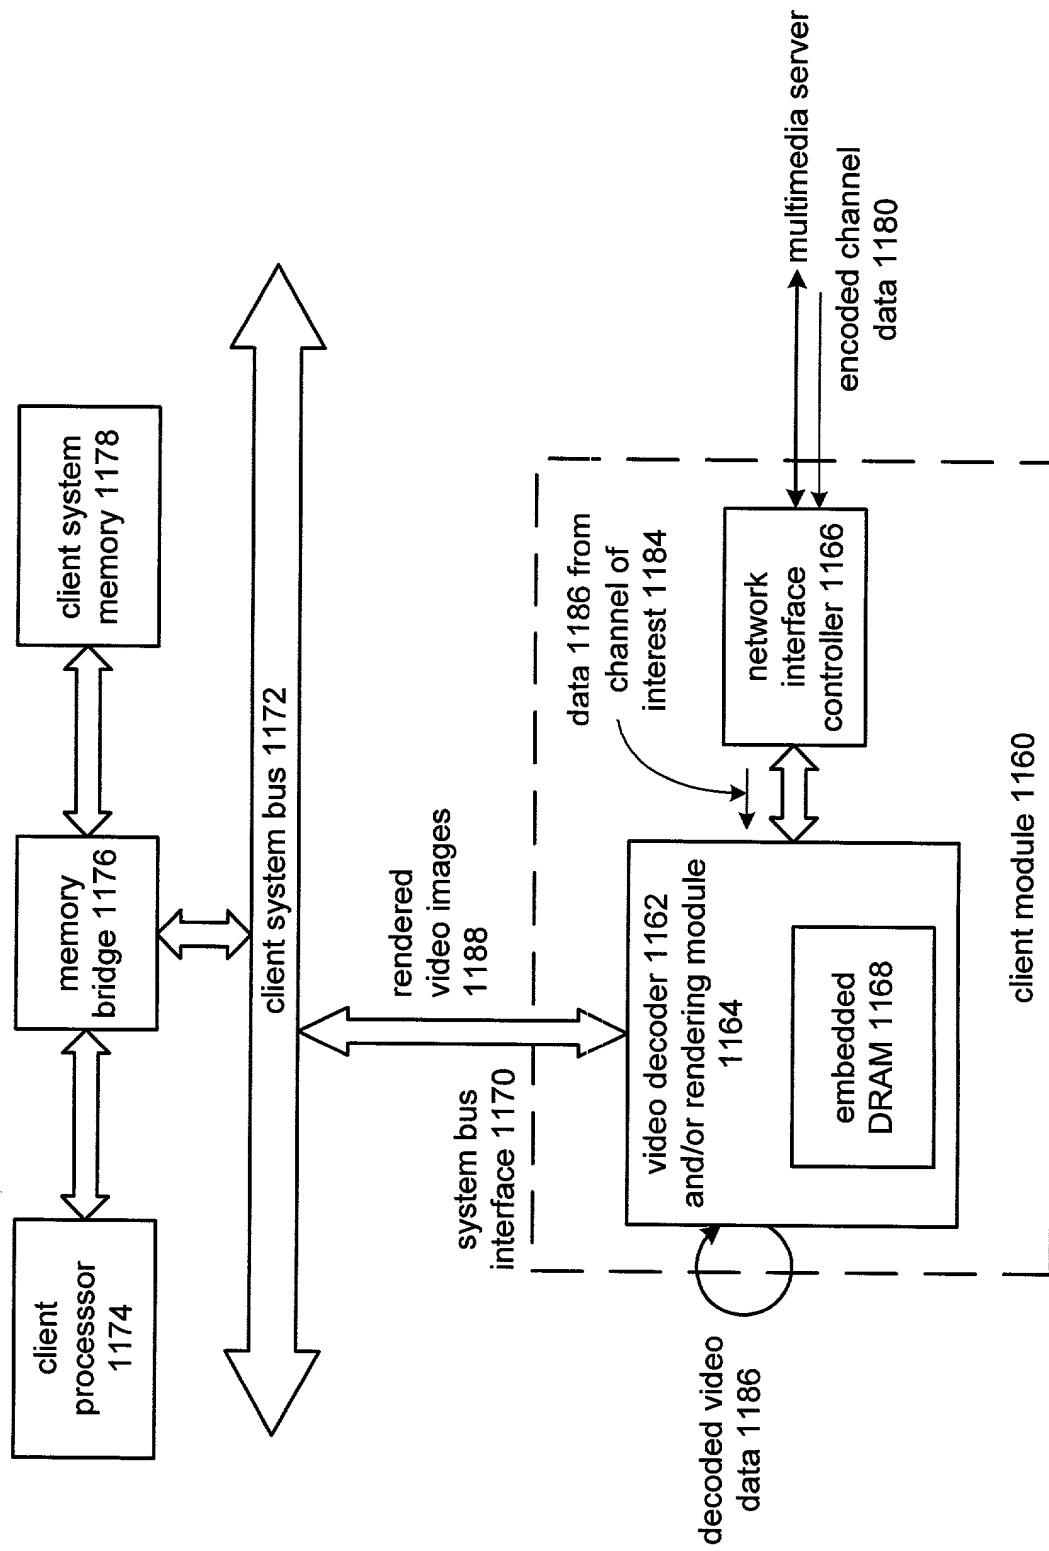 client
processsor
1174
memory
bridge 1176
client system
memory 1178
client system bus 1172
system bus
interface 1170
rendered
video images
1188
decoded video
data 1186
video decoder 1162
and/or rendering module
1164
embedded
DRAM 1168
data 1186 from
channel of
interest 1184
network
interface
controller 1166
multimedia server
encoded channel
data 1180
client module 1160